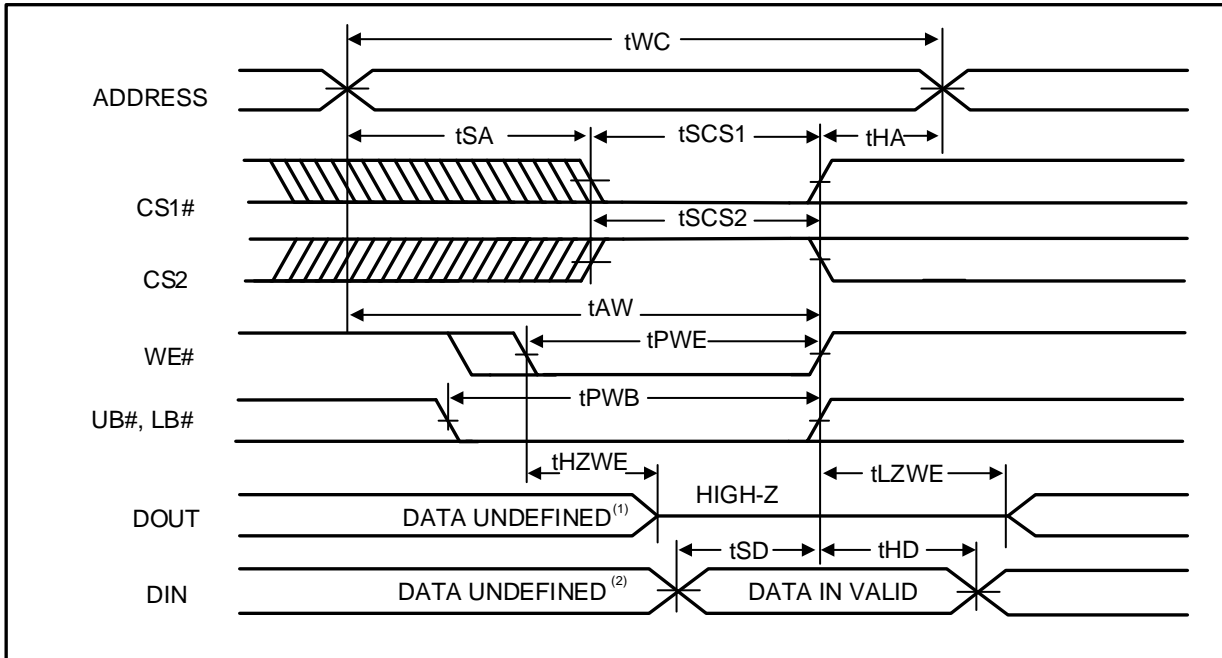 tWC
ADDRESS
tSA tSCS1 tHA
CS1#
tSCS2
CS2
tAW
WE# tPWE
UB#, LB# tPWB
tHZWE tLZWE
HIGH-Z
DOUT DATA UNDEFINED(1)
tSD tHD
DIN DATA UNDEFINED (2) DATA IN VALID